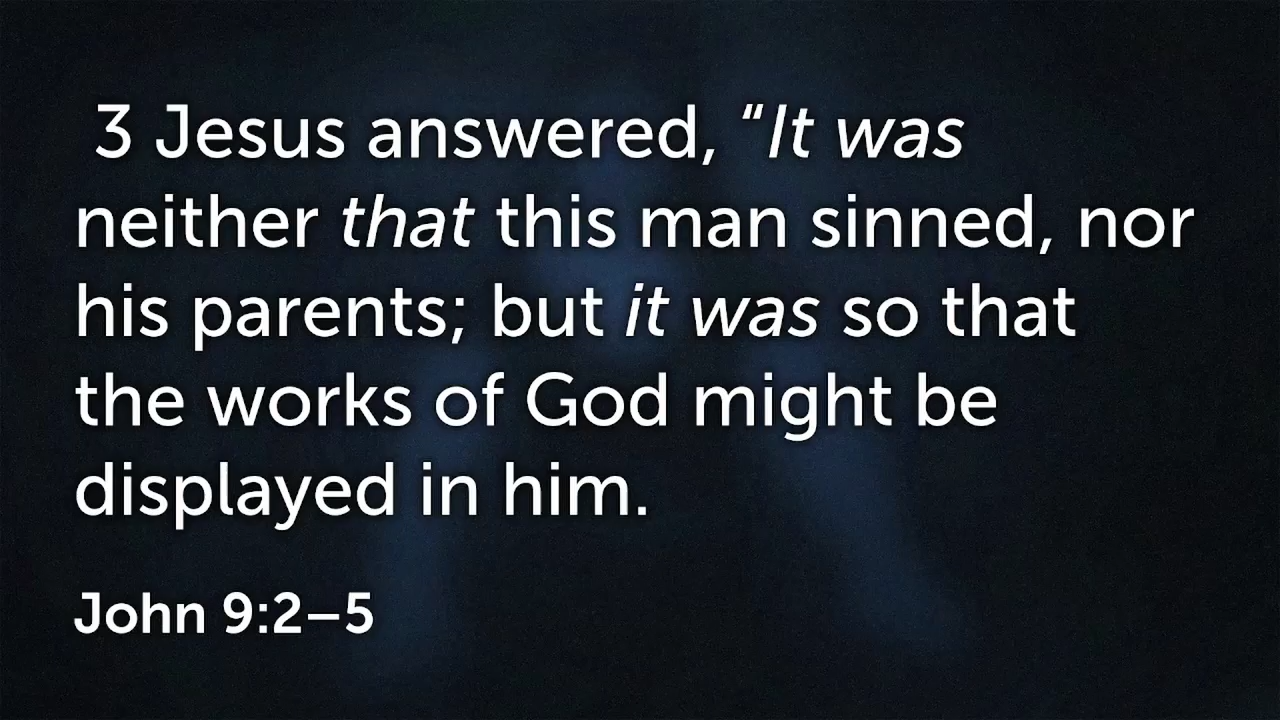 3 Jesus answered, “It was
neither that this man sinned, nor
his parents; but it was so that
the works of God might be
displayed in him.
John 9:2–5